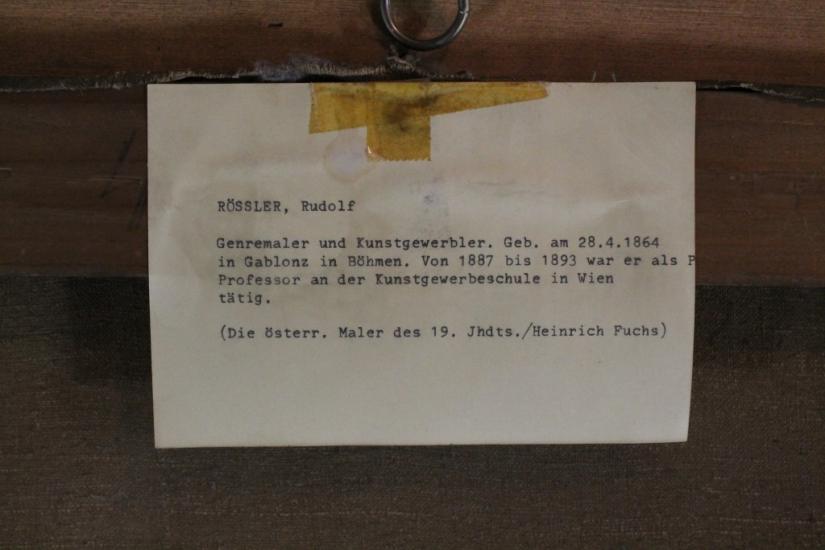 RÖSSLER, Rudolf
Genremaler und Kunstgewerbler. Geb. am 28.4.1864
in Gablonz in Böhmen. Von 1887 bis 1893 war er als P
Professor an der Kunstgewerbeschule in Wien
tätig.
(Die österr. Maler des 19. Jhdts./Heinrich Fuchs)